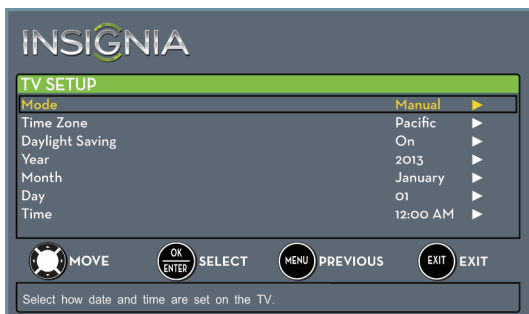 INSIGNIA
TV SETUP
Mode Manual
Time Zone Pacific
Daylight Saving On
Year 2013
Month January
Day 01
Time 12:00 AM
MOVE OK ENTER SELECT MENU PREVIOUS EXIT EXIT
Select how date and time are set on the TV.